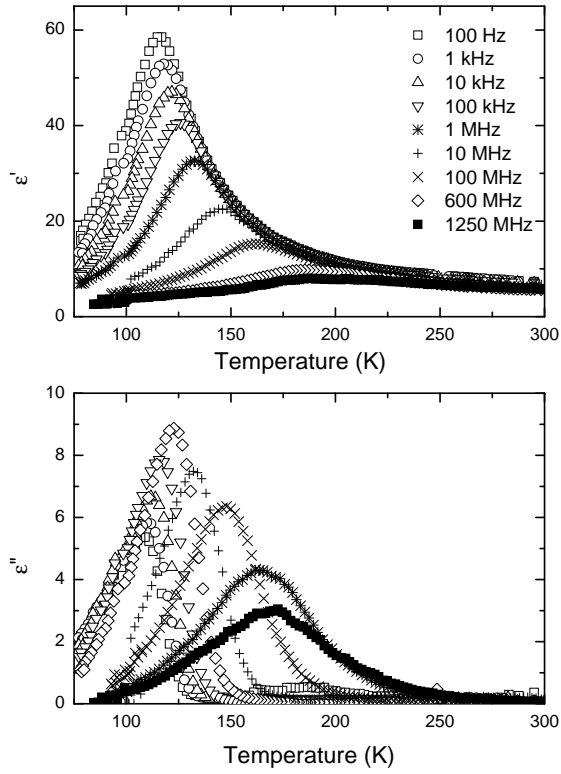 60
40
20
0
ε'
100 Hz
1 kHz
10 kHz
100 kHz
1 MHz
10 MHz
100 MHz
600 MHz
1250 MHz
100 150 200 250 300
Temperature (K)
10
8
6
4
2
0
ε"
100 150 200 250 300
Temperature (K)